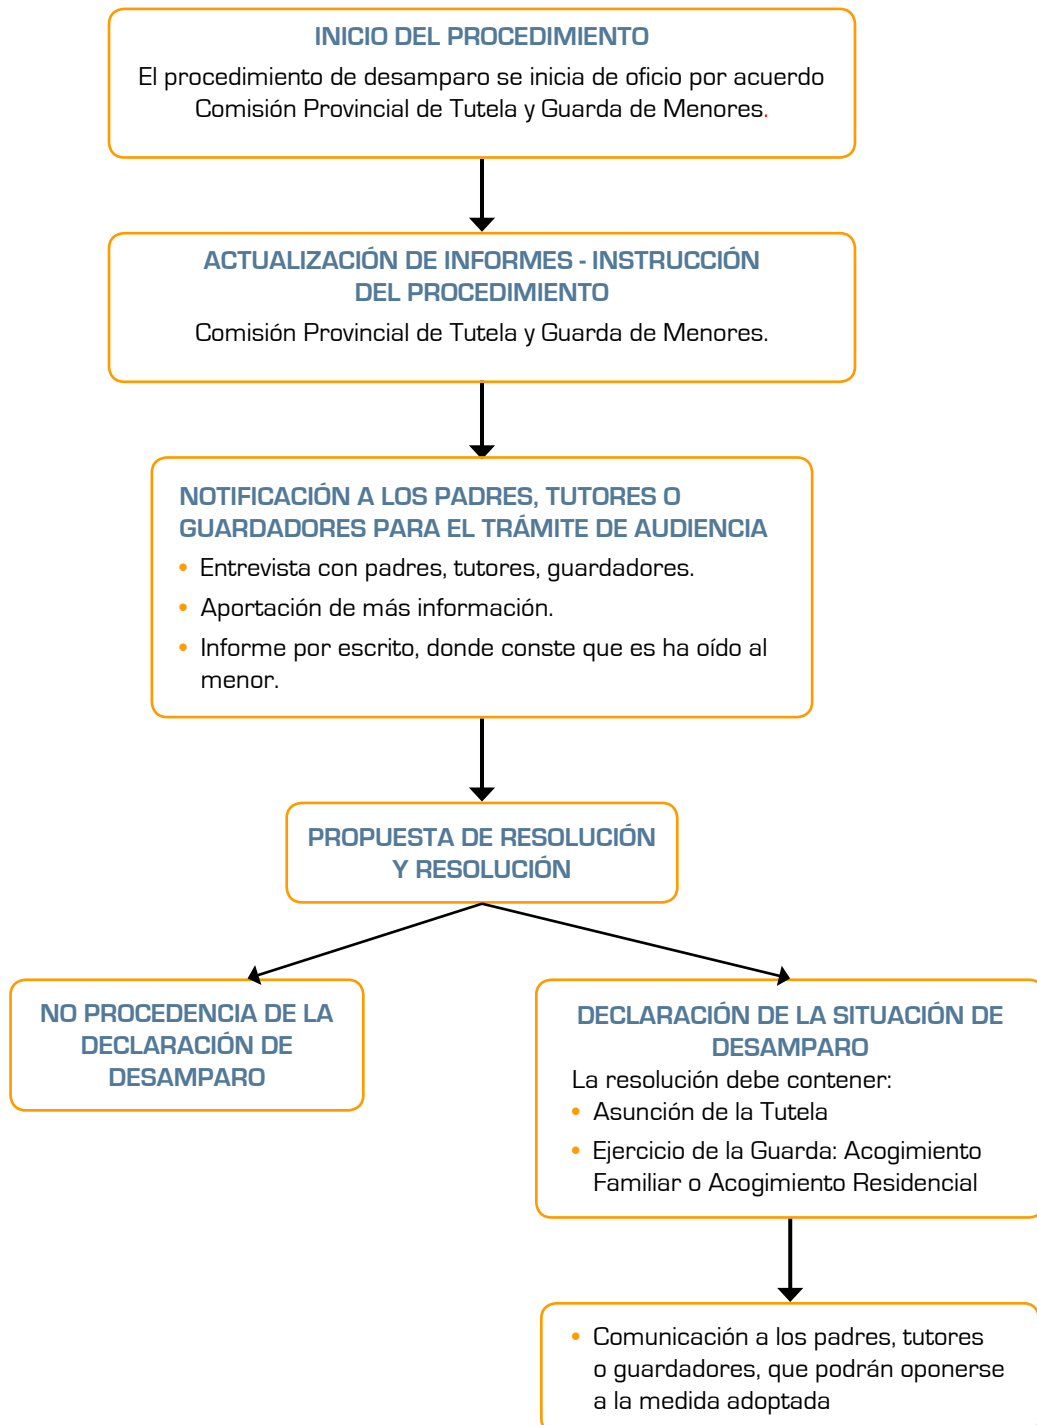 INICIO DEL PROCEDIMIENTO
El procedimiento de desamparo se inicia de oficio por acuerdo
Comisión Provincial de Tutela y Guarda de Menores.
ACTUALIZACIÓN DE INFORMES - INSTRUCCIÓN
DEL PROCEDIMIENTO
Comisión Provincial de Tutela y Guarda de Menores.
NOTIFICACIÓN A LOS PADRES, TUTORES O
GUARDADORES PARA EL TRÁMITE DE AUDIENCIA
• Entrevista con padres, tutores, guardadores.
• Aportación de más información.
• Informe por escrito, donde conste que es ha oído al
menor.
PROPUESTA DE RESOLUCIÓN
Y RESOLUCIÓN
NO PROCEDENCIA DE LA
DECLARACIÓN DE
DESAMPARO
DECLARACIÓN DE LA SITUACIÓN DE
DESAMPARO
La resolución debe contener:
• Asunción de la Tutela
• Ejercicio de la Guarda: Acogimiento
Familiar o Acogimiento Residencial
• Comunicación a los padres, tutores
o guardadores, que podrán oponerse
a la medida adoptada